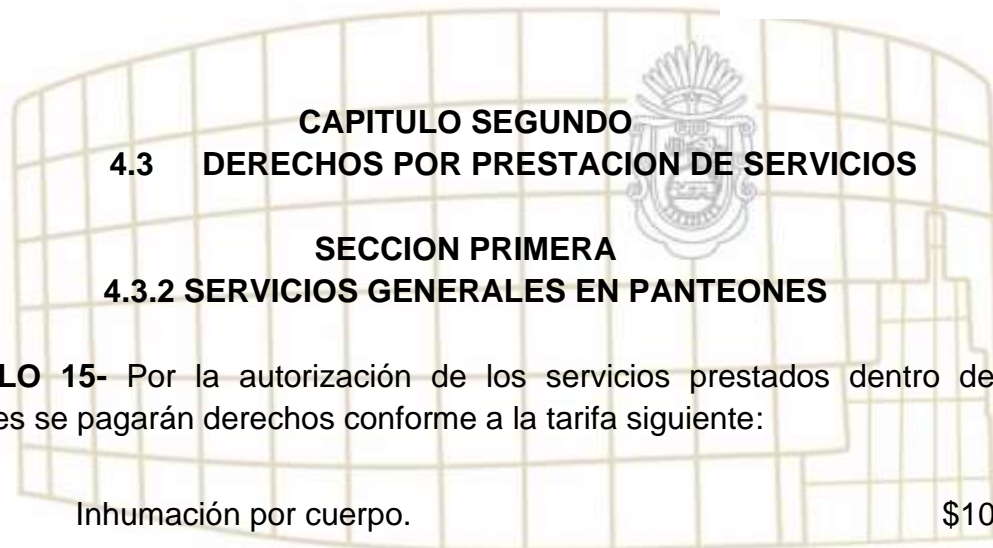 CAPITULO SEGUNDO
4.3 DERECHOS POR PRESTACION DE SERVICIOS
SECCION PRIMERA
4.3.2 SERVICIOS GENERALES EN PANTEONES
LO 15- Por la autorización de los servicios prestados dentro de
es se pagarán derechos conforme a la tarifa siguiente:
Inhumación por cuerpo. $10